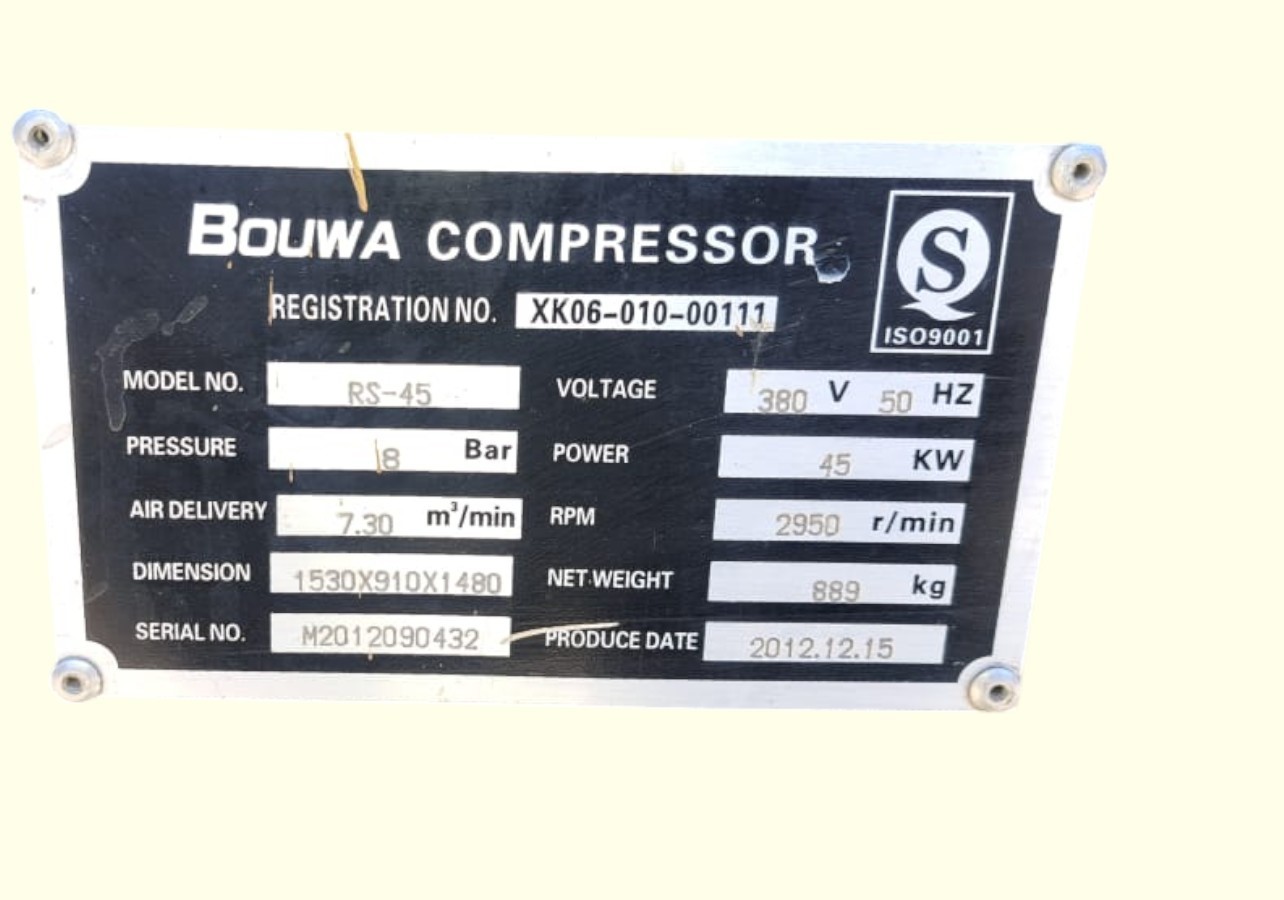 BOUWA COMPRESSOR
REGISTRATION NO. XK06-010-00111
SQ
ISO9001
MODEL NO. RS-45 VOLTAGE 380 V 50 HZ
PRESSURE 8 Bar POWER 45 KW
AIR DELIVERY 7.30 m³/min RPM 2950 r/min
DIMENSION 1530X910X1480 NET WEIGHT 889 kg
SERIAL NO. M2012090432 PRODUCE DATE 2012.12.15